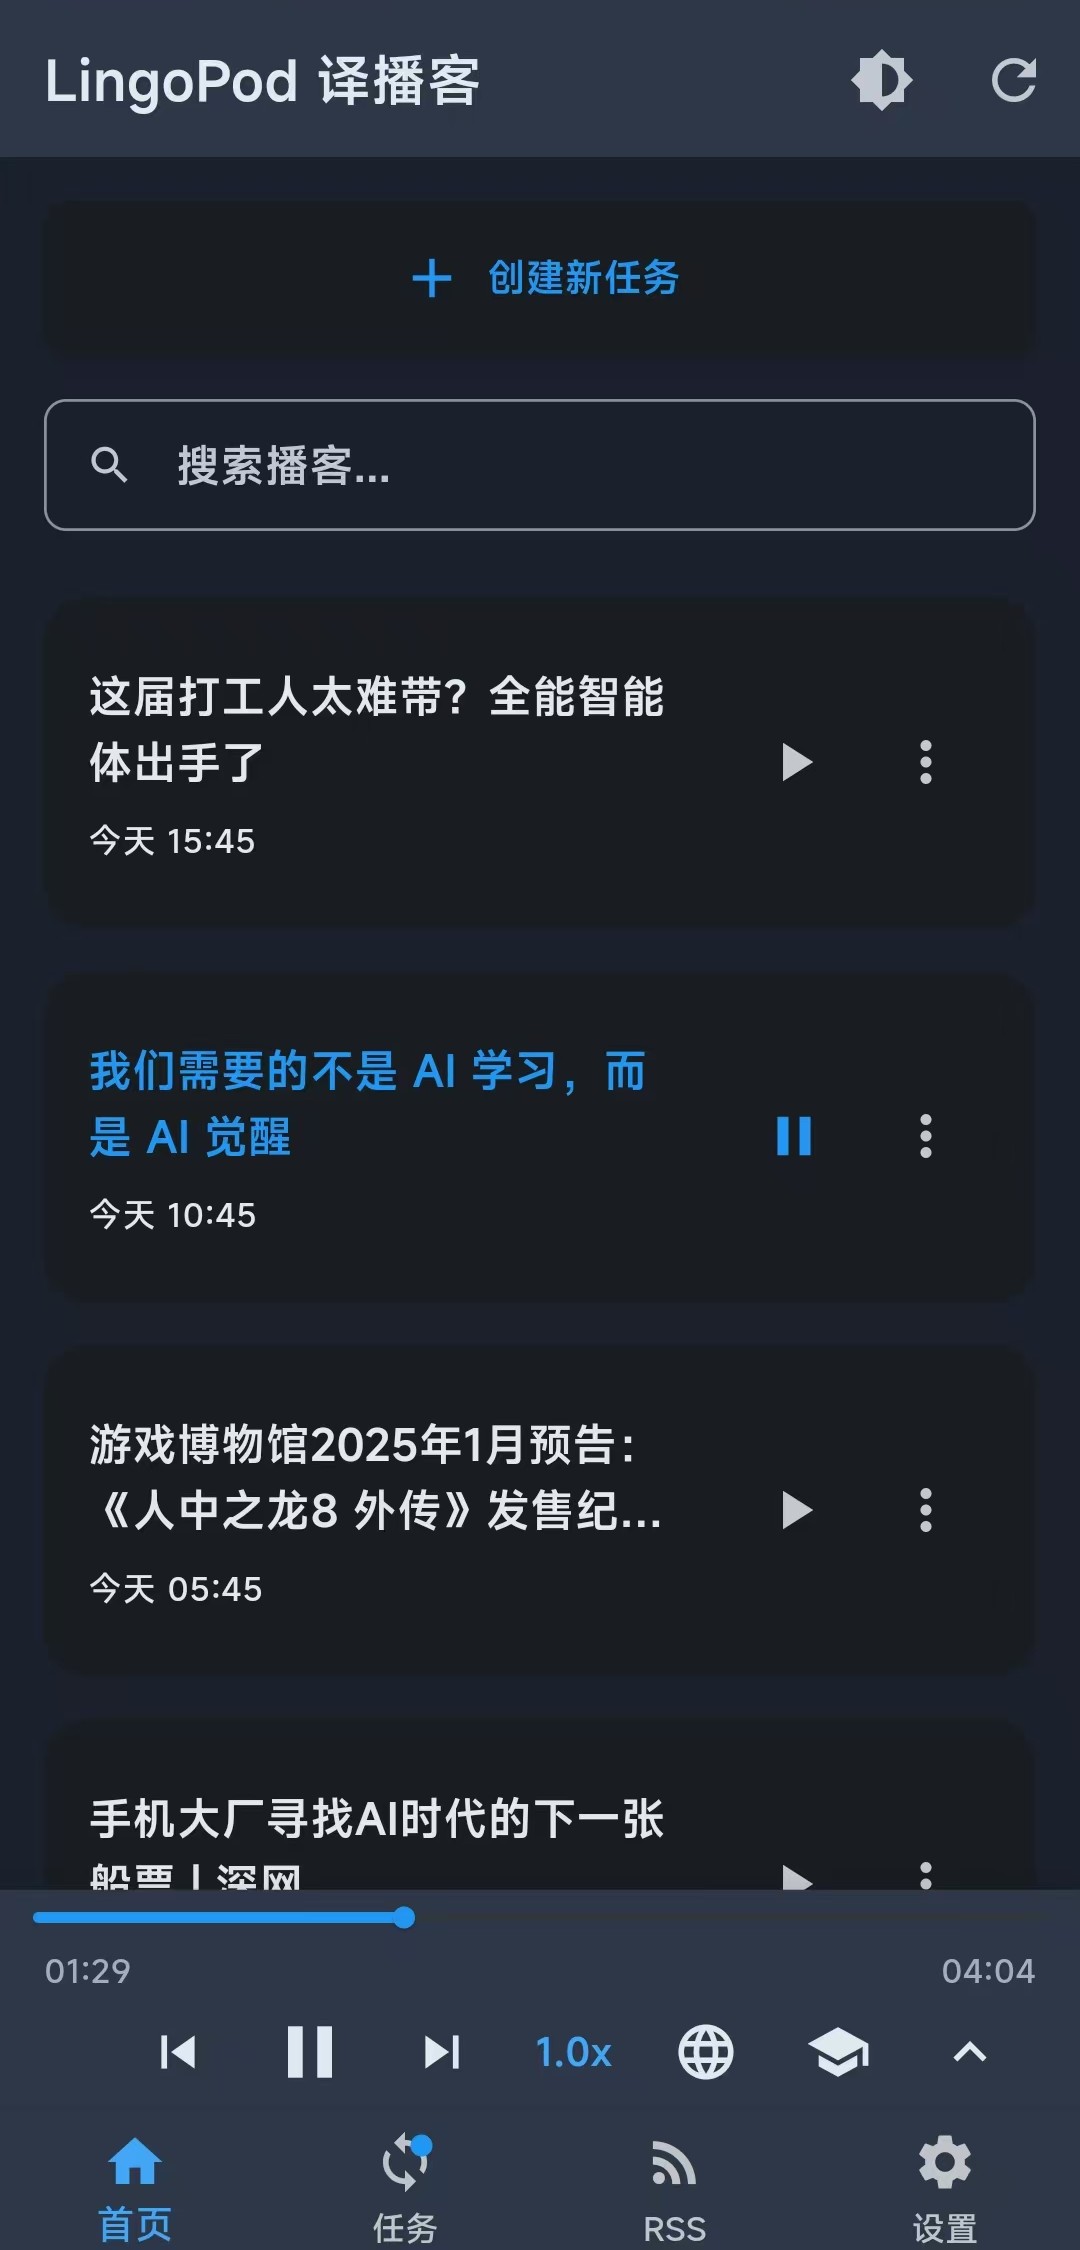 LingoPod 译播客
创建新任务
搜索播客...
这届打工人太难带？全能智能
体出手了
今天 15:45
我们需要的不是 AI 学习，而
是 AI 觉醒
今天 10:45
游戏博物馆2025年1月预告：
《人中之龙8 外传》发售纪...
今天 05:45
手机大厂寻找AI时代的下一张
船票 | 深网
01:29
04:04
1.0x
首页
任务
RSS
设置